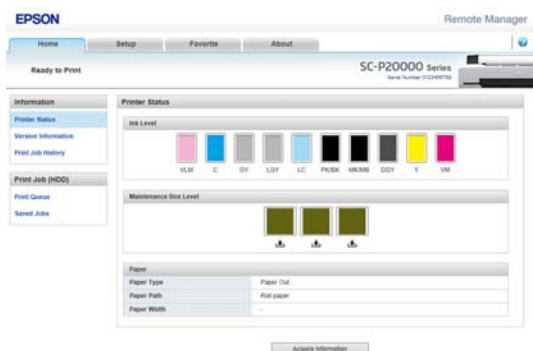 EPSON
Remote Manager
Home Setup Favorite About
Ready to Print
SC-P20000 Series
Serial Number 0123456789
Information
Printer Status
Version Information
Print Job History
Print Job (HDD)
Print Queue
Saved Jobs
Printer Status
Ink Level
VLM C GY LGY LC PK/BK MK/MB DGY Y VM
Maintenance Box Level
Paper
Paper Type Paper Out
Paper Path Roll paper
Paper Width -
Acquire Information